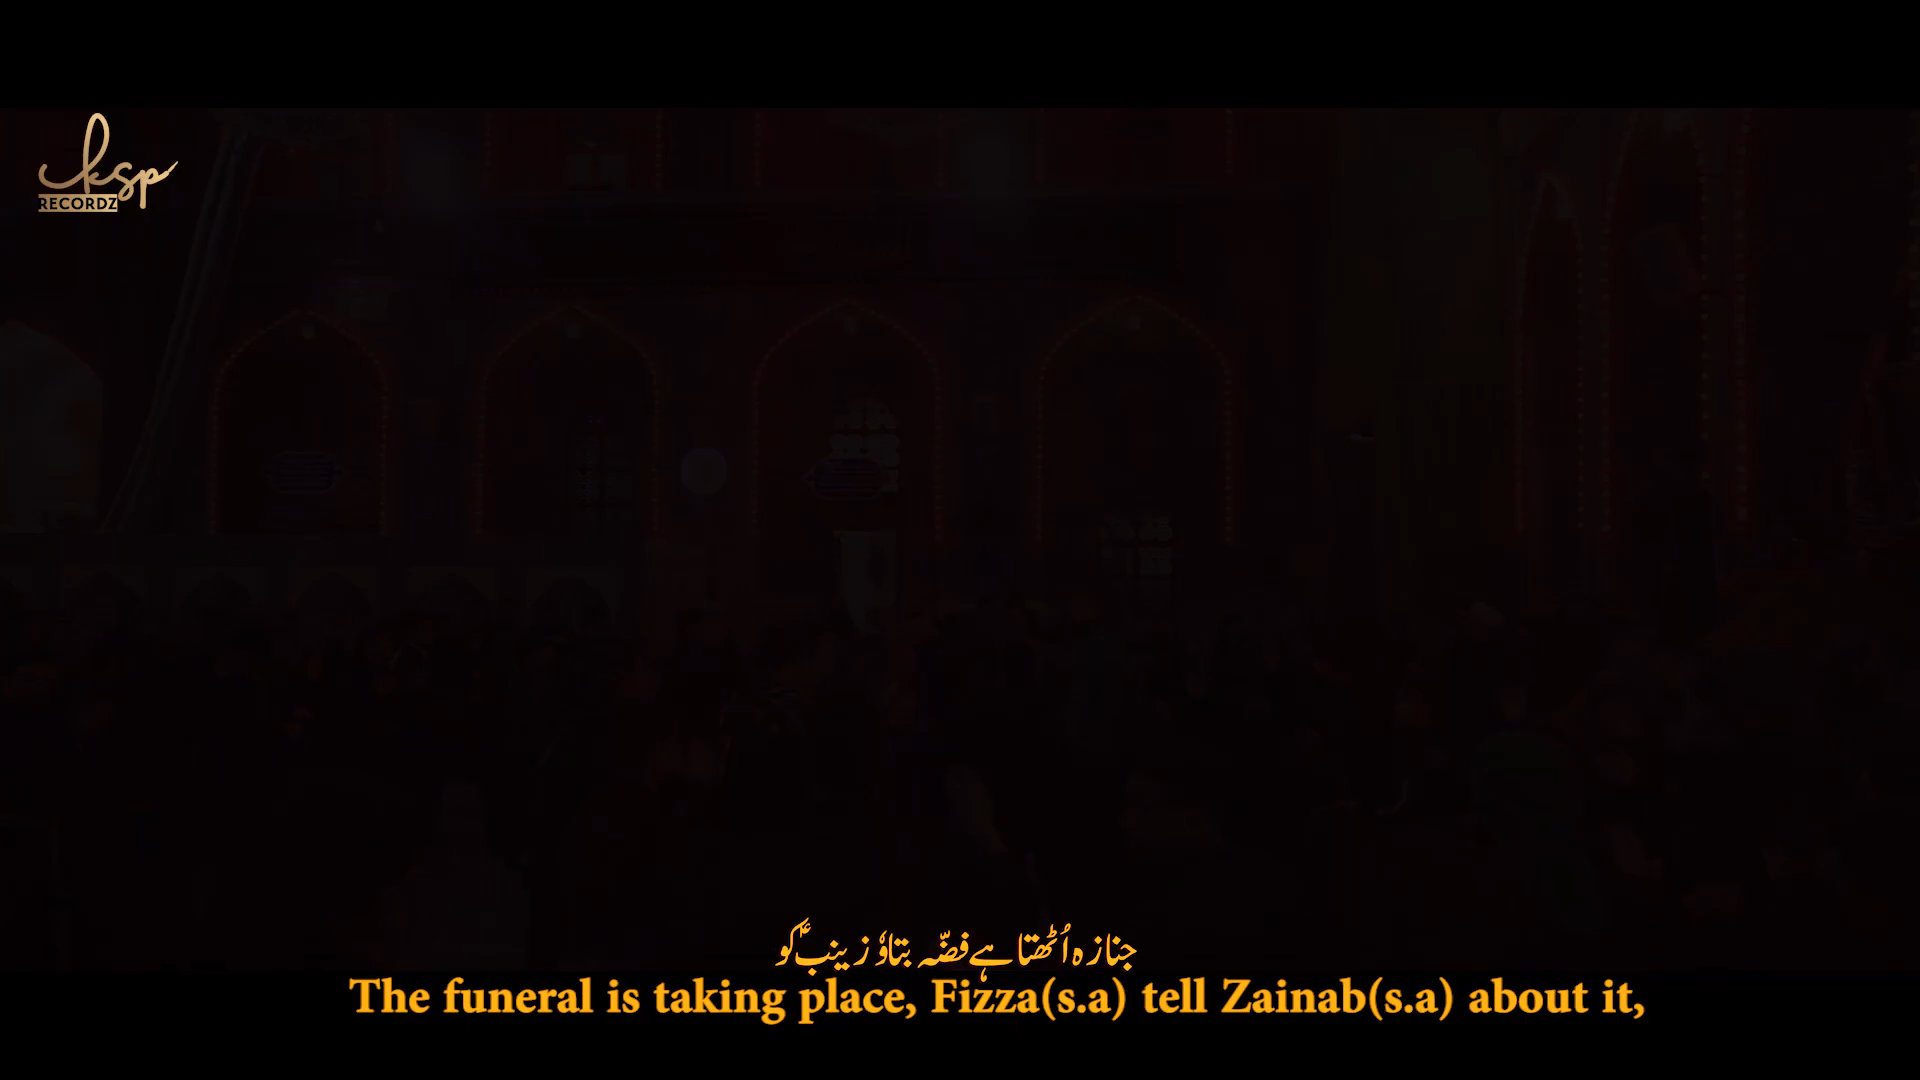 ksp
RECORDZ
جنازہ اُٹھتا ہے فضّہ بتاؤ زینبؑ کو
The funeral is taking place, Fizza(s.a) tell Zainab(s.a) about it,